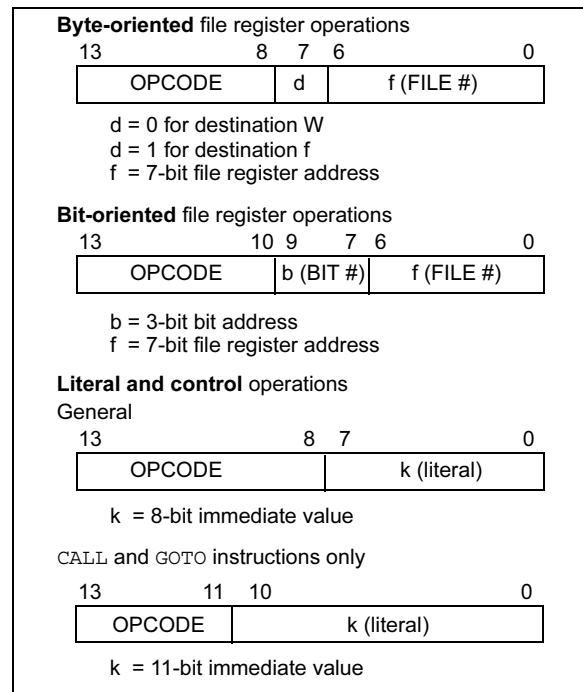 Byte-oriented file register operations
13 8 7 6 0
OPCODE d f (FILE #)
d = 0 for destination W
d = 1 for destination f
f = 7-bit file register address
Bit-oriented file register operations
13 10 9 7 6 0
OPCODE b (BIT #) f (FILE #)
b = 3-bit bit address
f = 7-bit file register address
Literal and control operations
General
13 8 7 0
OPCODE k (literal)
k = 8-bit immediate value
CALL and GOTO instructions only
13 11 10 0
OPCODE k (literal)
k = 11-bit immediate value